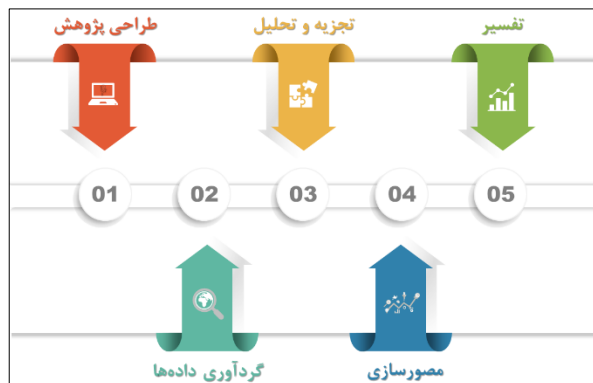 طراحی پژوهش
تجزیه و تحلیل
تفسیر
01
02
03
04
05
گردآوری داده‌ها
مصورسازی